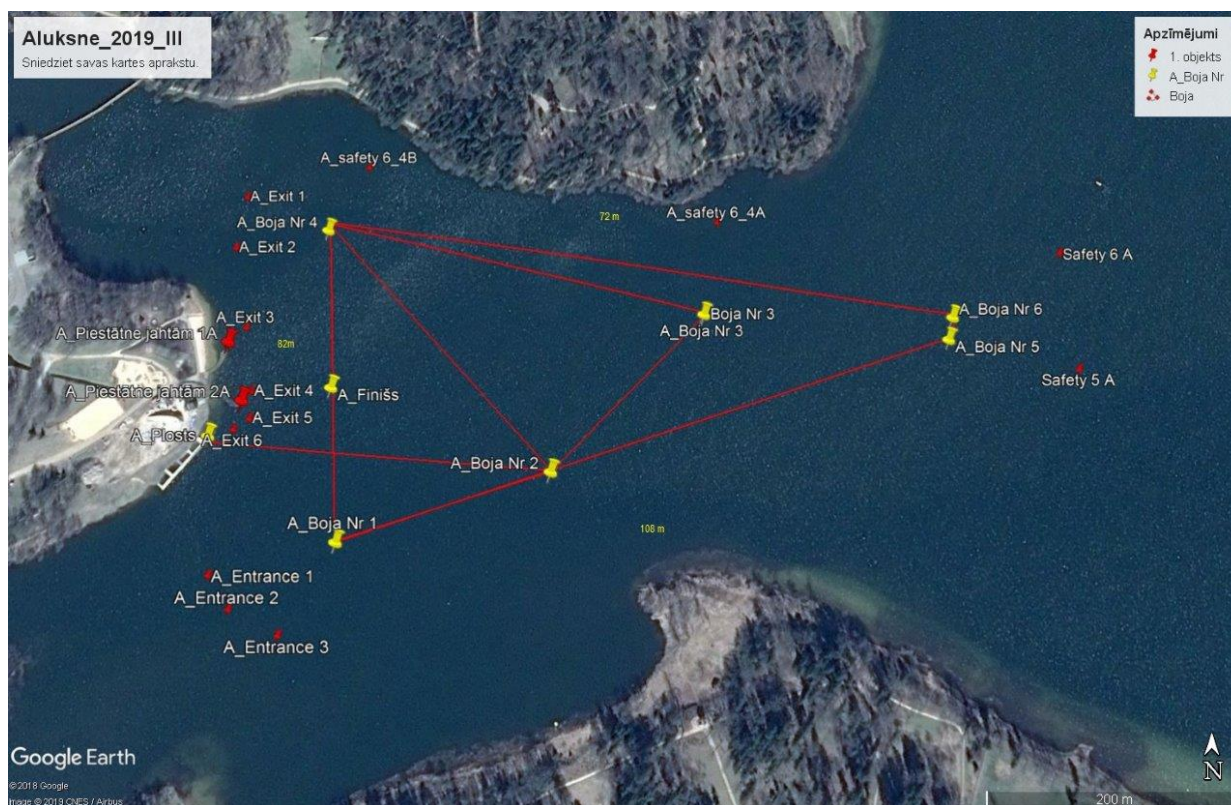 Aluksne_2019_III
Sniedziet savas kartes aprakstu.
Apzīmējumi
1. objekts
A_Boja Nr
Boja
A_safety 6_4B
A_Exit 1
A_Boja Nr 4
72 m
A_safety 6_4A
A_Exit 2
Safety 6 A
A_Exit 3
A_Piestātne jahtām 1A
82m
Boja Nr 3
A_Boja Nr 3
A_Boja Nr 6
A_Boja Nr 5
Safety 5 A
A_Piestātne jahtām 2A
A_Exit 4
A_Finišs
A_Exit 5
A_Plosts
A_Exit 6
A_Boja Nr 2
A_Boja Nr 1
108 m
A_Entrance 1
A_Entrance 2
A_Entrance 3
Google Earth
©2018 Google
Image © 2019 CNES / Airbus
N
200 m